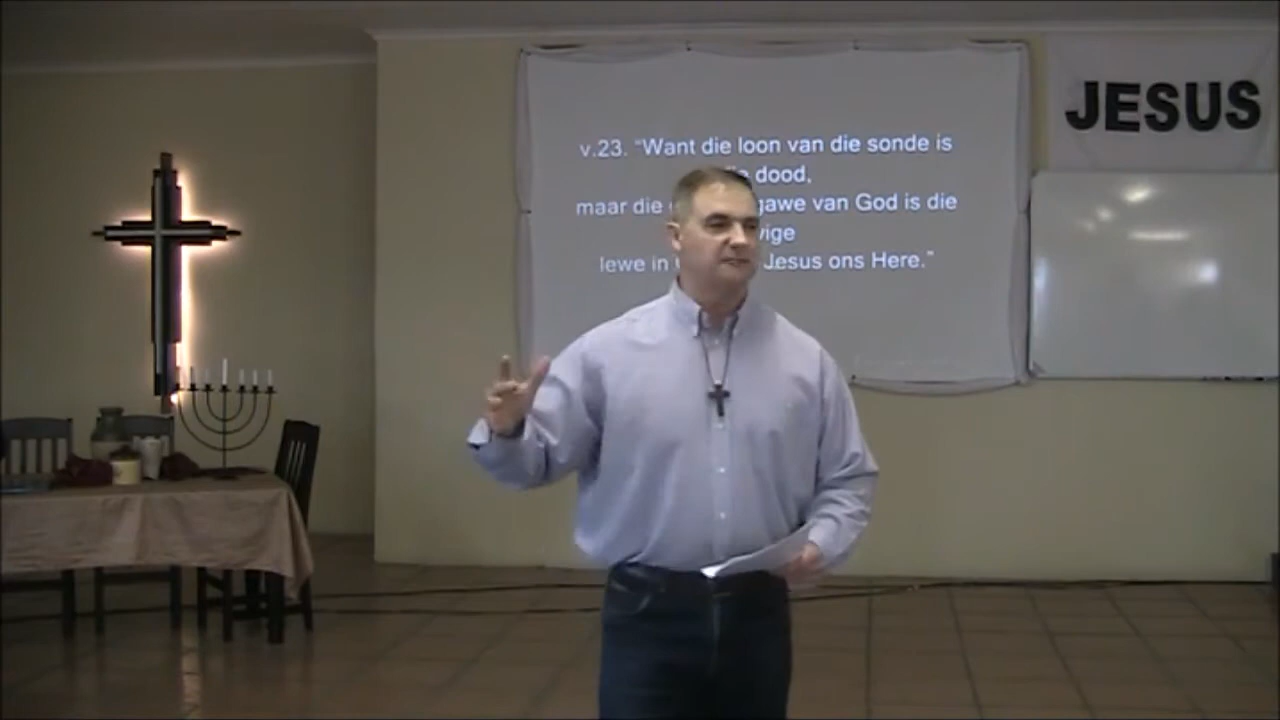 JESUS
v.23. "Want die loon van die sonde is
dood,
maar die van God is die
lewe in Jesus ons Here."